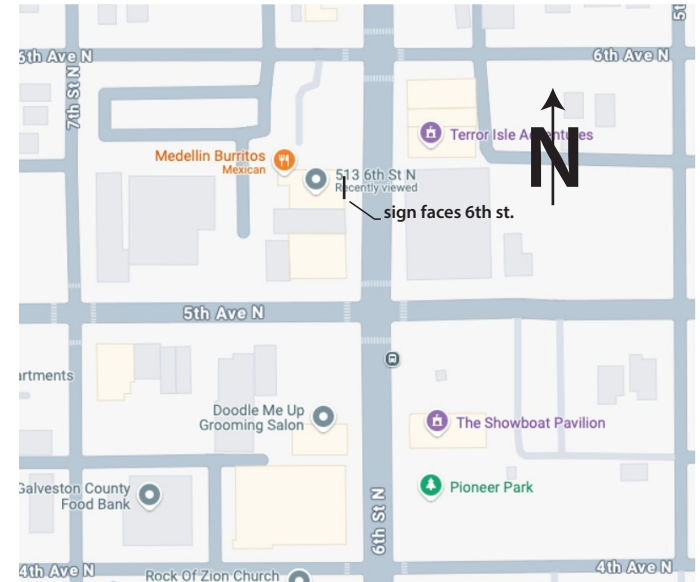 5t
6th Ave N
6th Ave N
7th St N
Terror Isle Adventures
N
Medellin Burritos
Mexican
513 6th St N
Recently viewed
sign faces 6th st.
5th Ave N
artments
Doodle Me Up
Grooming Salon
The Showboat Pavilion
Galveston County
Food Bank
Pioneer Park
6th St N
4th Ave N
4th Ave N
Rock Of Zion Church